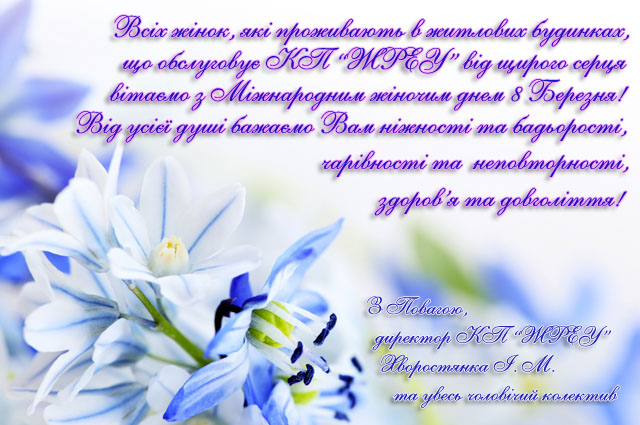 Всіх жінок, які проживають в житлових будинках,
що обслуговує КП “ЖРЕУ” від щирого серця
вітаємо з Міжнародним жіночим днем 8 Березня!
Від усієї душі бажаємо Вам ніжності та бадьорості,
чарівності та неповторності,
здоров’я та довголіття!
З Повагою,
директор КП “ЖРЕУ”
Хворостянка І. М.
та увесь чоловічий колектив